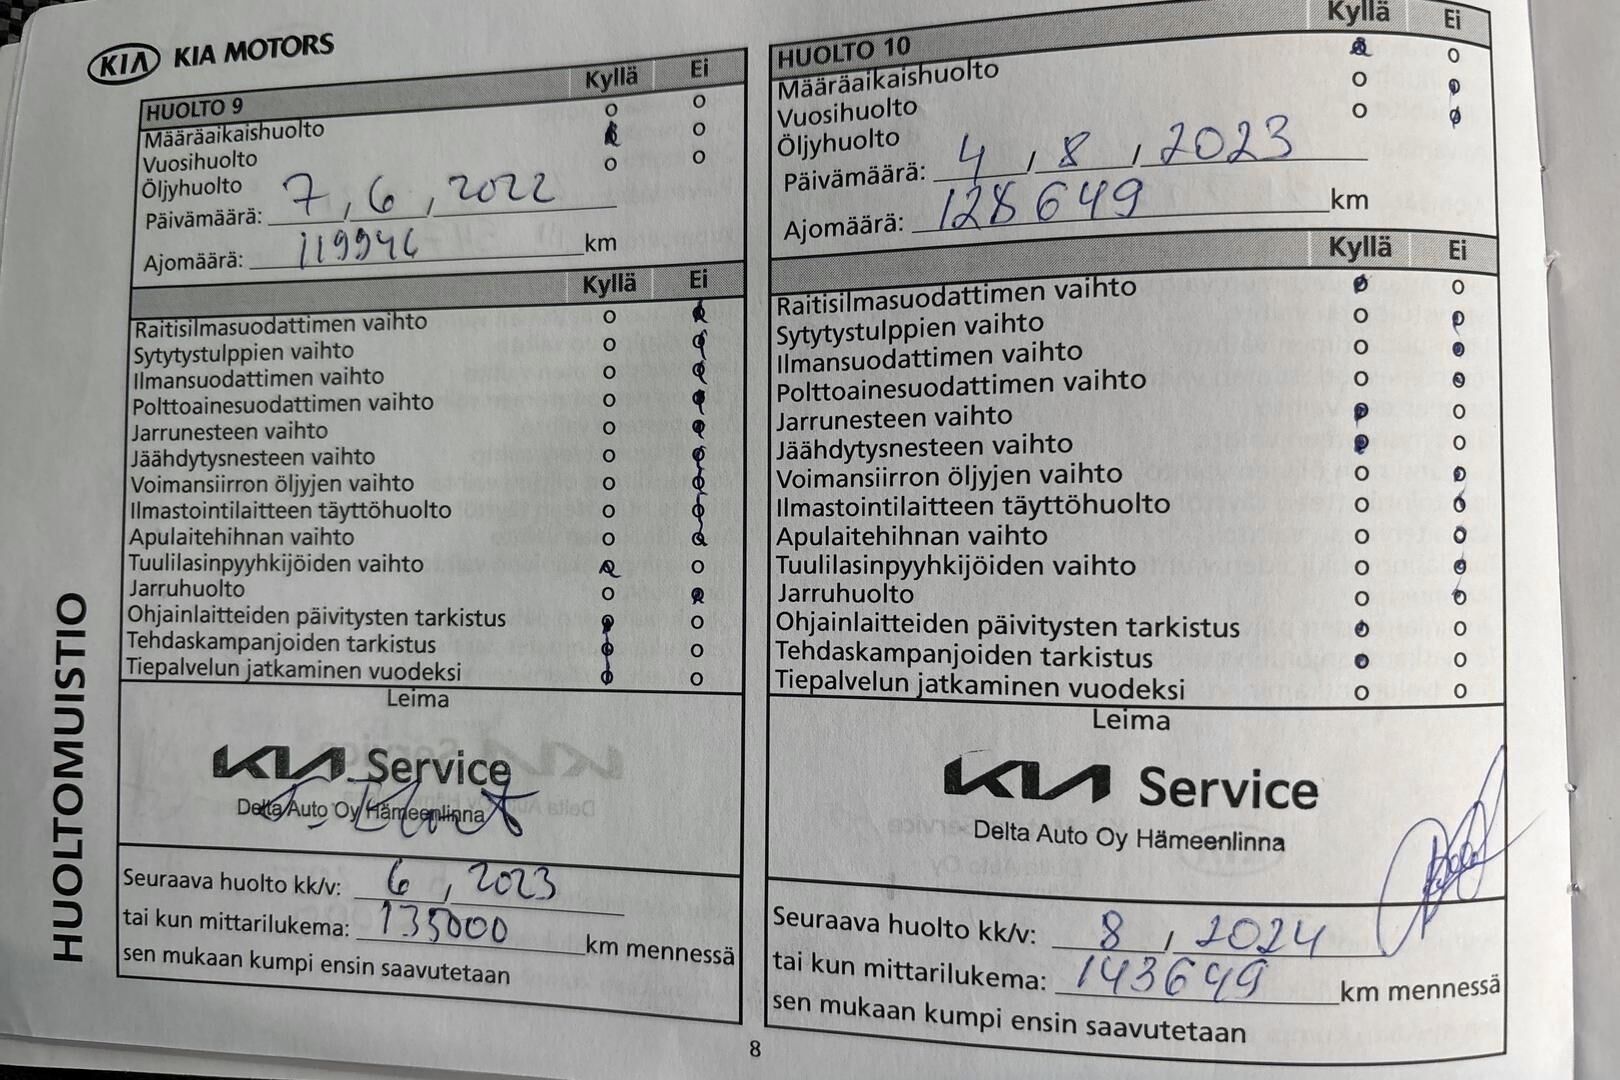 KIA KIA MOTORS
HUOLTO 9 Kyllä Ei
Määräaikaishuolto
Vuosihuolto
Öljyhuolto
Päivämäärä: 7, 6, 2022
Ajomäärä: 119946 km
Kyllä Ei
Raitisilmasuodattimen vaihto
Sytytystulppien vaihto
Ilmansuodattimen vaihto
Polttoainesuodattimen vaihto
Jarrunesteen vaihto
Jäähdytysnesteen vaihto
Voimansiirron öljyjen vaihto
Ilmastointilaitteen täyttöhuolto
Apulaitehihnan vaihto
Tuulilasinpyyhkijöiden vaihto
Jarruhuolto
Ohjainlaitteiden päivitysten tarkistus
Tehdaskampanjoiden tarkistus
Tiepalvelun jatkaminen vuodeksi
Leima
KIA Service
Delta Auto Oy Hämeenlinna
Seuraava huolto kk/v: 6, 2023
tai kun mittarilukema: 135000 km mennessä
sen mukaan kumpi ensin saavutetaan
HUOLTO 10 Kyllä Ei
Määräaikaishuolto
Vuosihuolto
Öljyhuolto
Päivämäärä: 4, 8, 2023
Ajomäärä: 128649 km
Kyllä Ei
Raitisilmasuodattimen vaihto
Sytytystulppien vaihto
Ilmansuodattimen vaihto
Polttoainesuodattimen vaihto
Jarrunesteen vaihto
Jäähdytysnesteen vaihto
Voimansiirron öljyjen vaihto
Ilmastointilaitteen täyttöhuolto
Apulaitehihnan vaihto
Tuulilasinpyyhkijöiden vaihto
Jarruhuolto
Ohjainlaitteiden päivitysten tarkistus
Tehdaskampanjoiden tarkistus
Tiepalvelun jatkaminen vuodeksi
Leima
KIA Service
Delta Auto Oy Hämeenlinna
Seuraava huolto kk/v: 8, 2024
tai kun mittarilukema: 143649 km mennessä
sen mukaan kumpi ensin saavutetaan
HUOLTOMUISTIO
8